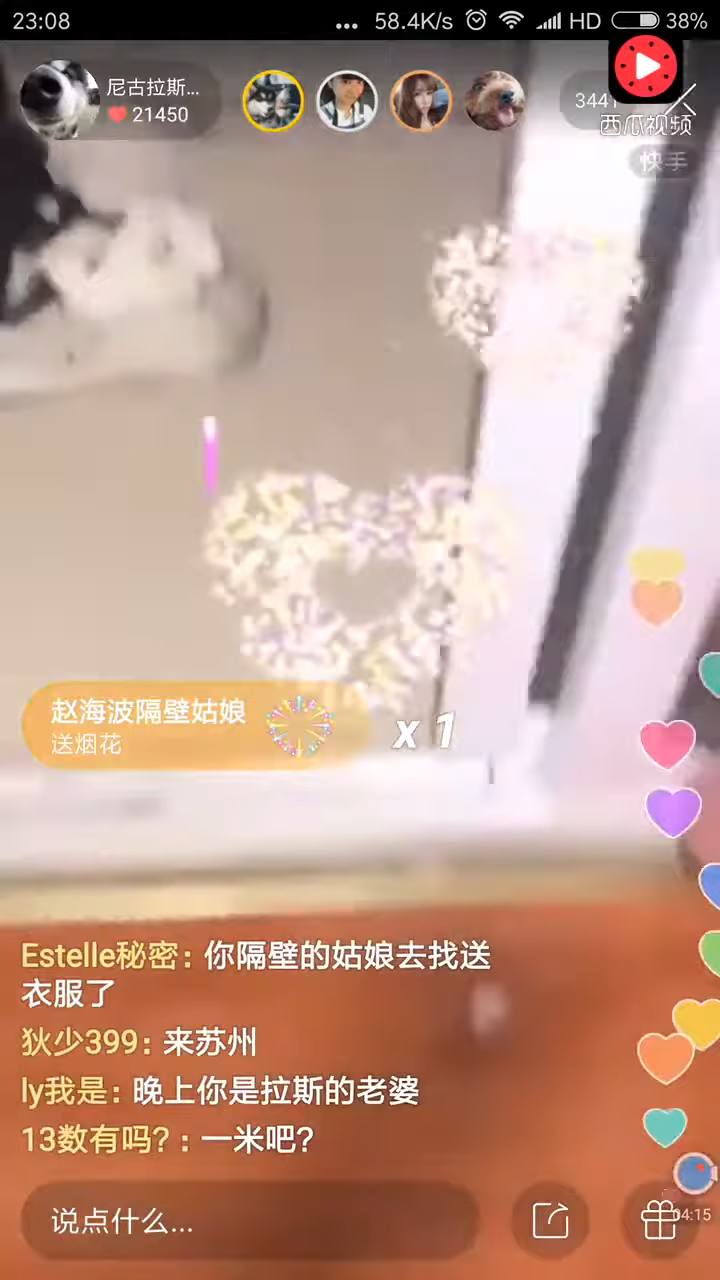 23:08 ... 58.4K/s HD 38%
尼古拉斯...
21450
西瓜视频
快手
赵海波隔壁姑娘
送烟花
x 1
Estelle秘密：你隔壁的姑娘去找送
衣服了
狄少399：来苏州
ly我是：晚上你是拉斯的老婆
13数有吗？：一米吧？
说点什么...
04:15